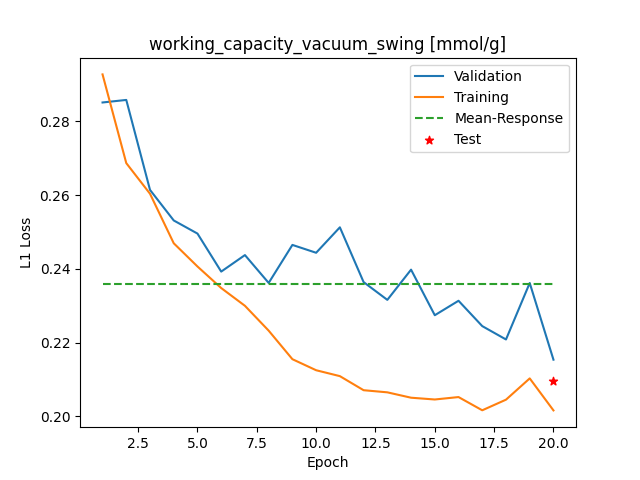 working_capacity_vacuum_swing [mmol/g]
Validation
Training
Mean-Response
Test
L1 Loss
0.28
0.26
0.24
0.22
0.20
2.5 5.0 7.5 10.0 12.5 15.0 17.5 20.0
Epoch